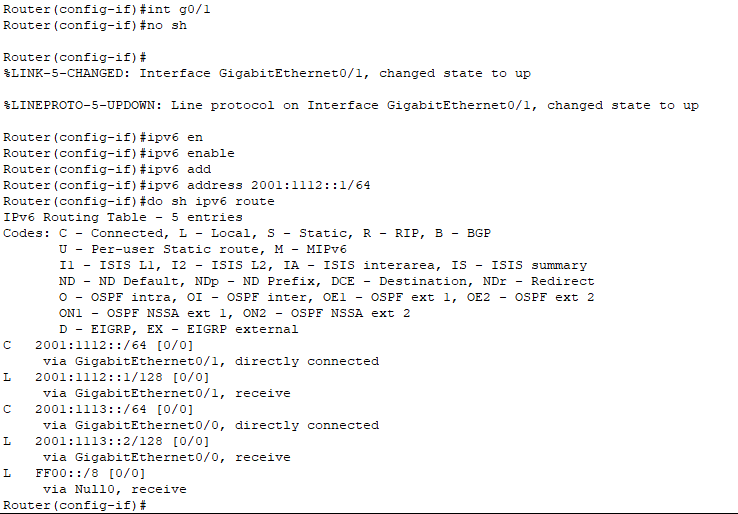 Router(config-if)#int g0/1
Router(config-if)#no sh
Router(config-if)#
%LINK-5-CHANGED: Interface GigabitEthernet0/1, changed state to up
%LINEPROTO-5-UPDOWN: Line protocol on Interface GigabitEthernet0/1, changed state to up
Router(config-if)#ipv6 en
Router(config-if)#ipv6 enable
Router(config-if)#ipv6 add
Router(config-if)#ipv6 address 2001:1112::1/64
Router(config-if)#do sh ipv6 route
IPv6 Routing Table - 5 entries
Codes: C - Connected, L - Local, S - Static, R - RIP, B - BGP
U - Per-user Static route, M - MIPv6
I1 - ISIS L1, I2 - ISIS L2, IA - ISIS interarea, IS - ISIS summary
ND - ND Default, NDp - ND Prefix, DCE - Destination, NDr - Redirect
O - OSPF intra, OI - OSPF inter, OE1 - OSPF ext 1, OE2 - OSPF ext 2
ON1 - OSPF NSSA ext 1, ON2 - OSPF NSSA ext 2
D - EIGRP, EX - EIGRP external
C 2001:1112::/64 [0/0]
via GigabitEthernet0/1, directly connected
L 2001:1112::1/128 [0/0]
via GigabitEthernet0/1, receive
C 2001:1113::/64 [0/0]
via GigabitEthernet0/0, directly connected
L 2001:1113::2/128 [0/0]
via GigabitEthernet0/0, receive
L FF00::/8 [0/0]
via Null0, receive
Router(config-if)#